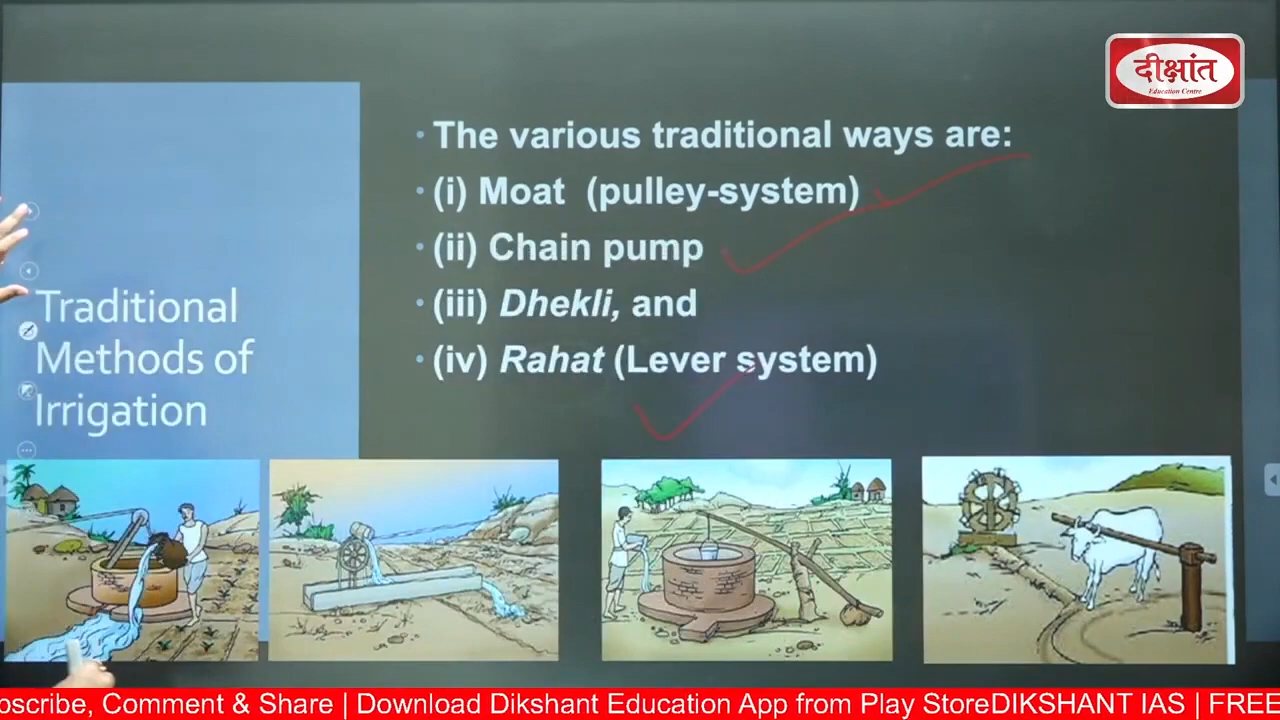 दीक्षांत
Education Centre
• The various traditional ways are:
• (i) Moat (pulley-system)
• (ii) Chain pump
• (iii) Dhekli, and
• (iv) Rahat (Lever system)
Traditional
Methods of
Irrigation
oscribe, Comment & Share | Download Dikshant Education App from Play StoreDIKSHANT IAS | FREE